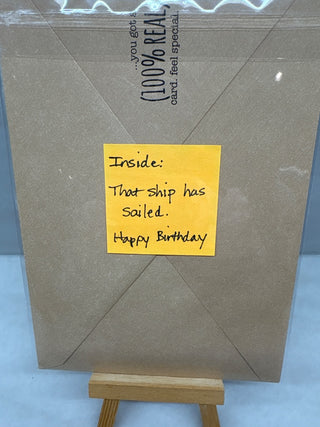 ...you got a
(100% REAL,
card. feel special
Inside:
That ship has
sailed.
Happy Birthday